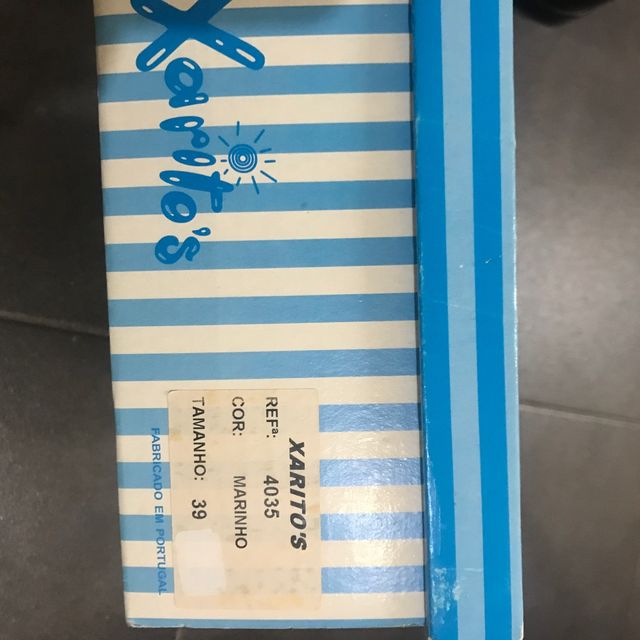 Xarito's
XARITO'S
REFª: 4035
COR: MARINHO
TAMANHO: 39
FABRICADO EM PORTUGAL